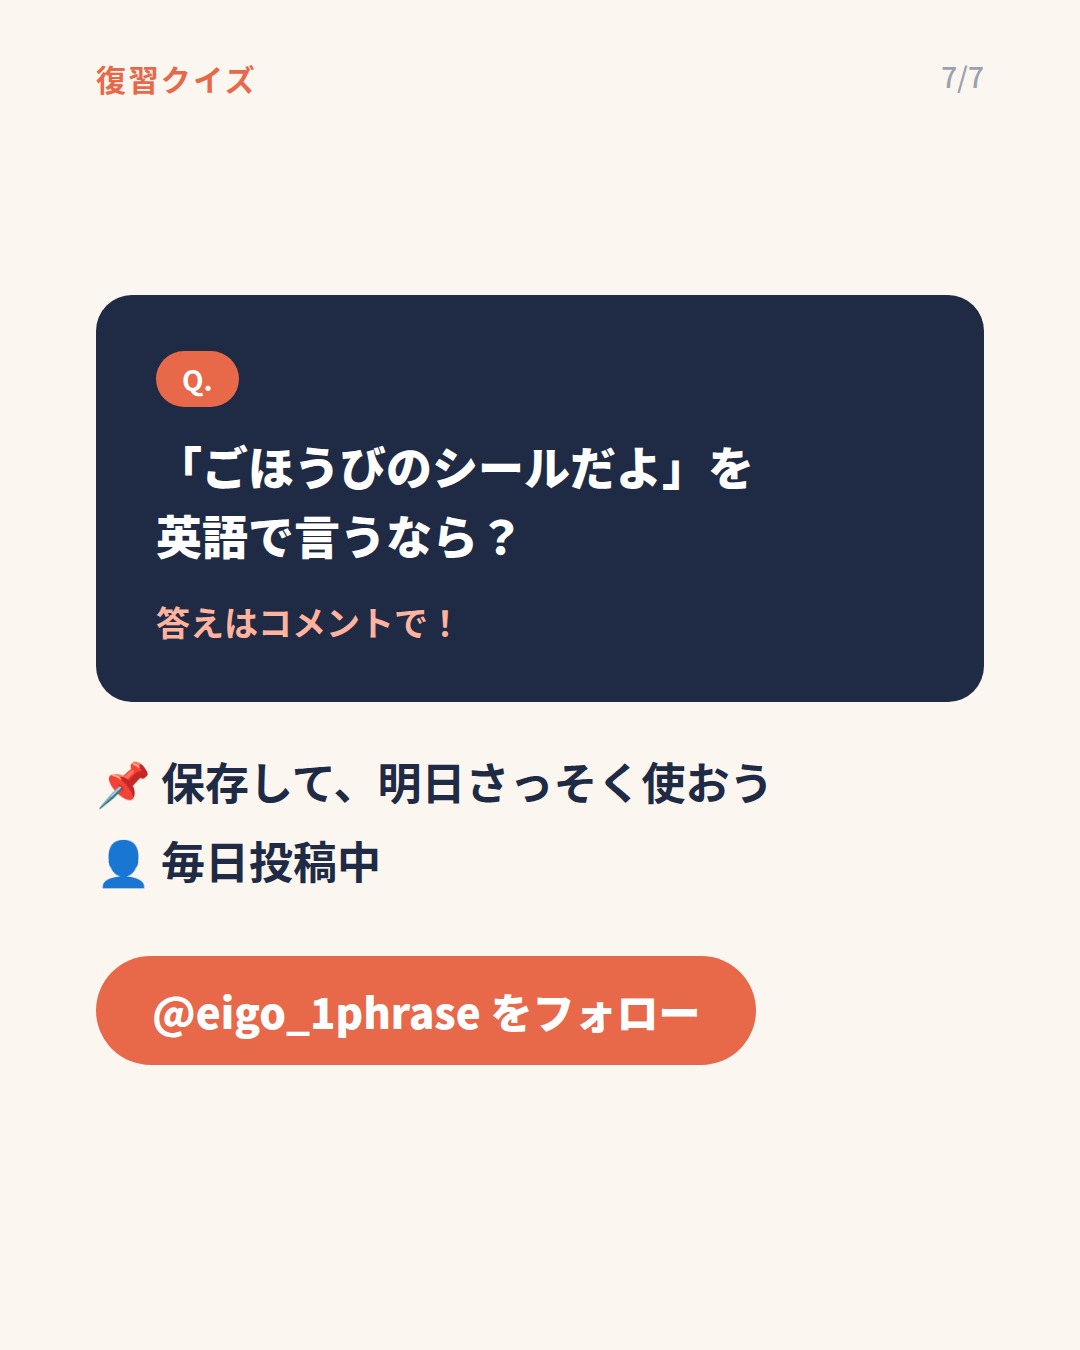 復習クイズ
7/7
Q.
「ごほうびのシールだよ」を
英語で言うなら？
答えはコメントで！
📌 保存して、明日さっそく使おう
👤 毎日投稿中
@eigo_1phrase をフォロー